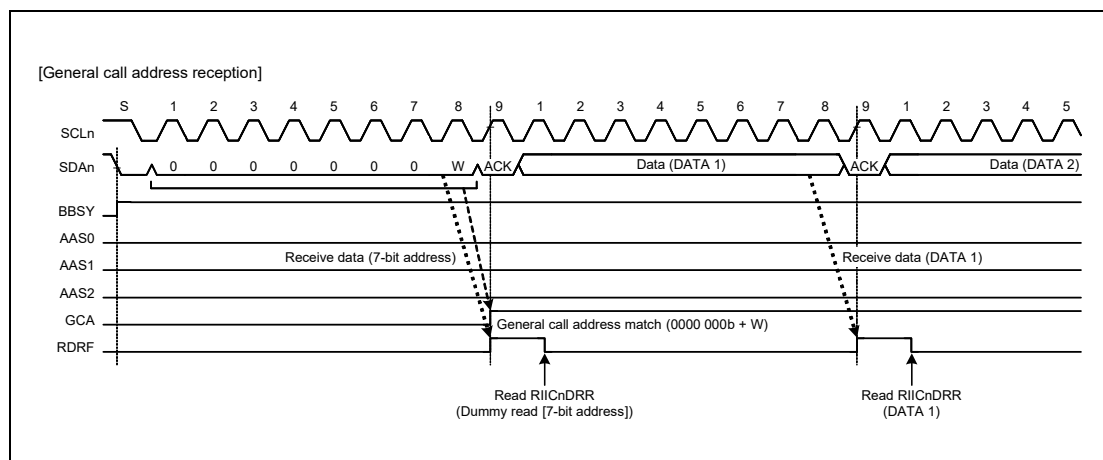 [General call address reception]
S 1 2 3 4 5 6 7 8 9 1 2 3 4 5 6 7 8 9 1 2 3 4 5
SCLn
SDAn 0 0 0 0 0 0 0 W ACK Data (DATA 1) ACK Data (DATA 2)
BBSY
AAS0
Receive data (7-bit address) Receive data (DATA 1)
AAS1
AAS2
GCA
General call address match (0000 000b + W)
RDRF
Read RIICnDRR
(Dummy read [7-bit address])
Read RIICnDRR
(DATA 1)